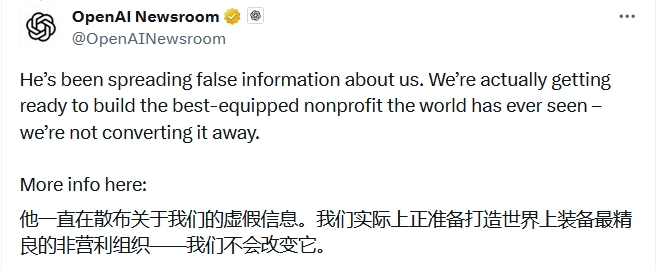 OpenAI Newsroom
@OpenAINewsroom
He’s been spreading false information about us. We’re actually getting
ready to build the best-equipped nonprofit the world has ever seen –
we’re not converting it away.
More info here:
他一直在散布关于我们的虚假信息。我们实际上正准备打造世界上装备最精
良的非营利组织——我们不会改变它。